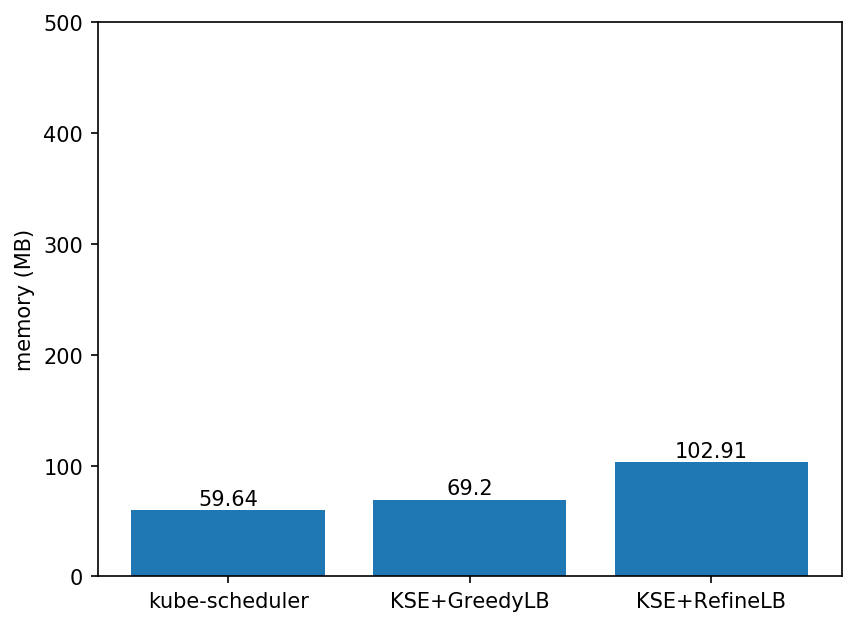 500
400
300
200
100
0
memory (MB)
59.64
69.2
102.91
kube-scheduler
KSE+GreedyLB
KSE+RefineLB